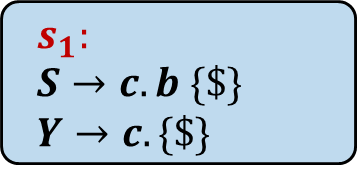 s₁:
S → c. b {$}
Y → c. {$}